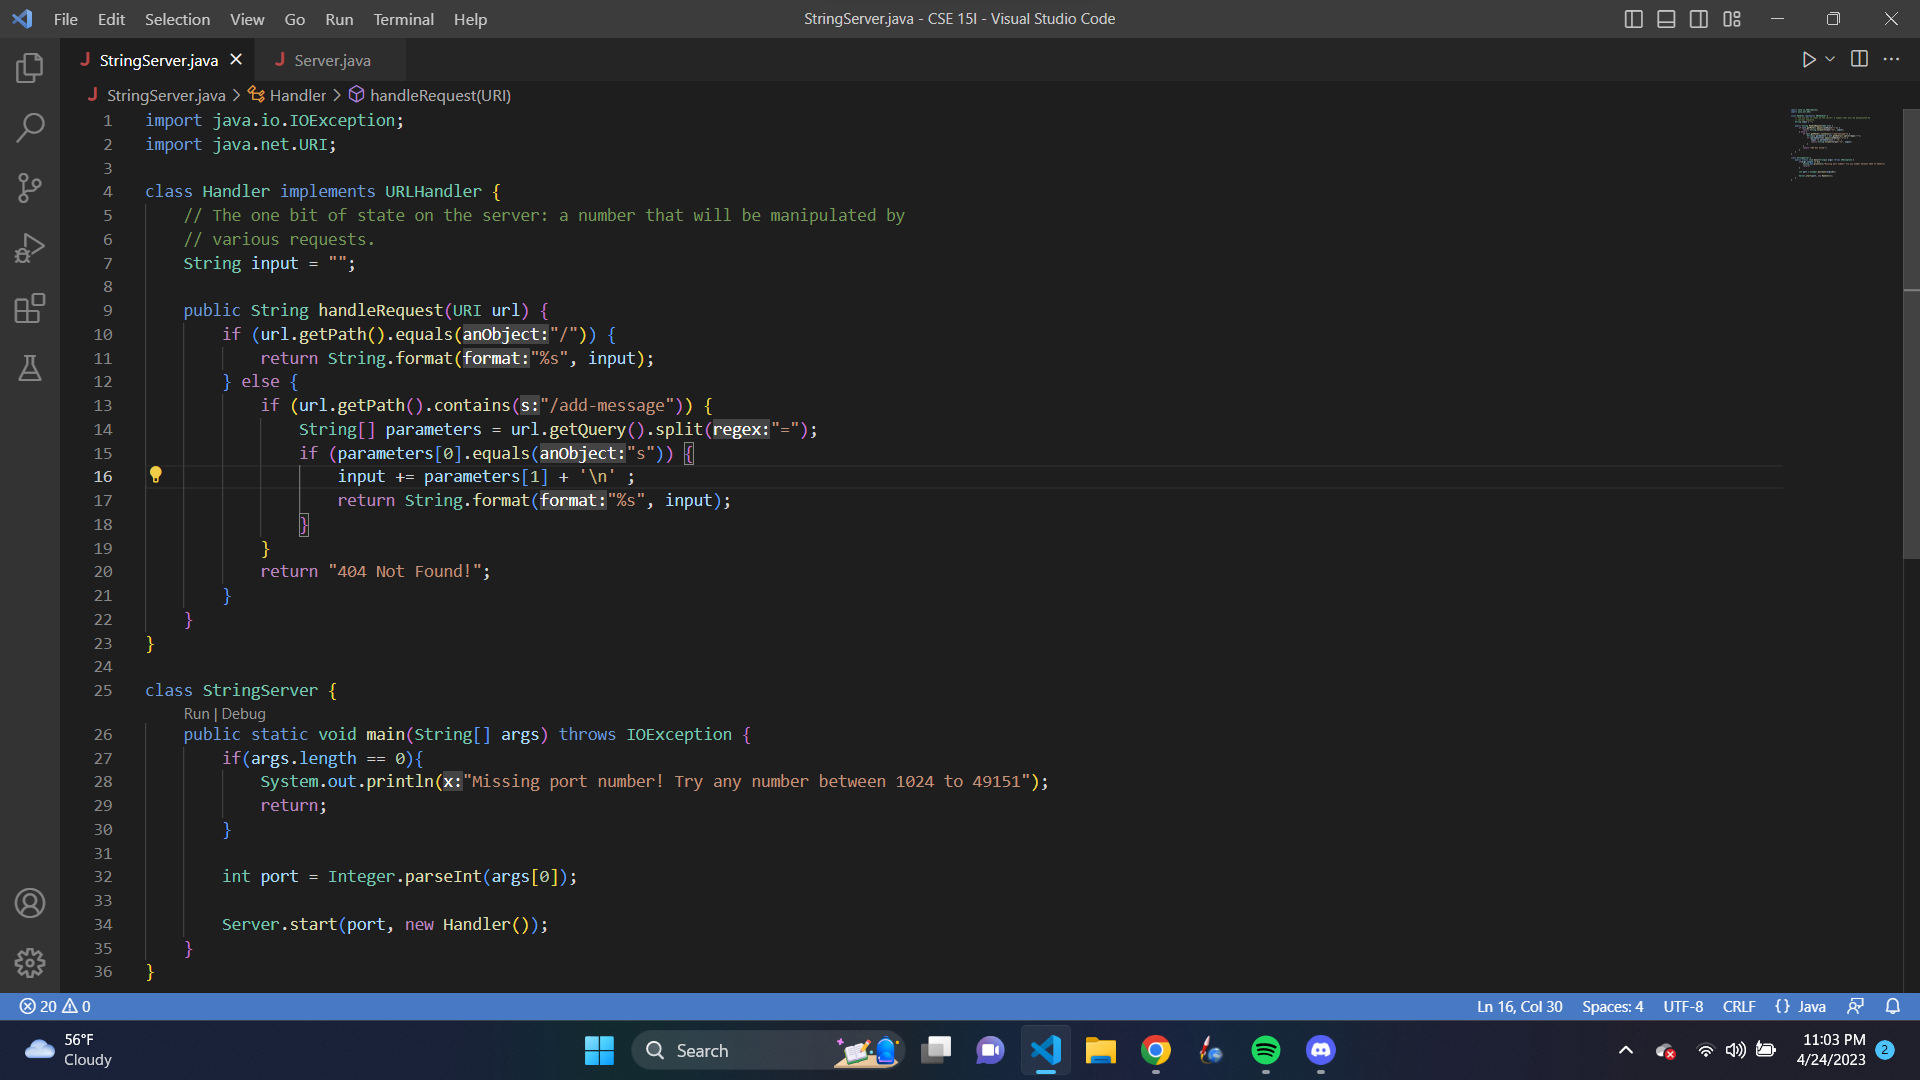 File Edit Selection View Go Run Terminal Help
StringServer.java - CSE 15l - Visual Studio Code
J StringServer.java
J Server.java
J StringServer.java > Handler > handleRequest(URI)
1 import java.io.IOException;
2 import java.net.URI;
3
4 class Handler implements URLHandler {
5 // The one bit of state on the server: a number that will be manipulated by
6 // various requests.
7 String input = "";
8
9 public String handleRequest(URI url) {
10 if (url.getPath().equals(anObject:"/")) {
11 return String.format(format:"%s", input);
12 } else {
13 if (url.getPath().contains(s:"/add-message")) {
14 String[] parameters = url.getQuery().split(regex:"=");
15 if (parameters[0].equals(anObject:"s")) {
16 input += parameters[1] + '\n' ;
17 return String.format(format:"%s", input);
18 }
19 }
20 return "404 Not Found!";
21 }
22 }
23 }
24
25 class StringServer {
Run | Debug
26 public static void main(String[] args) throws IOException {
27 if(args.length == 0){
28 System.out.println(x:"Missing port number! Try any number between 1024 to 49151");
29 return;
30 }
31
32 int port = Integer.parseInt(args[0]);
33
34 Server.start(port, new Handler());
35 }
36 }
20 0
Ln 16, Col 30 Spaces: 4 UTF-8 CRLF {} Java
56°F
Cloudy
Search
11:03 PM
4/24/2023
2